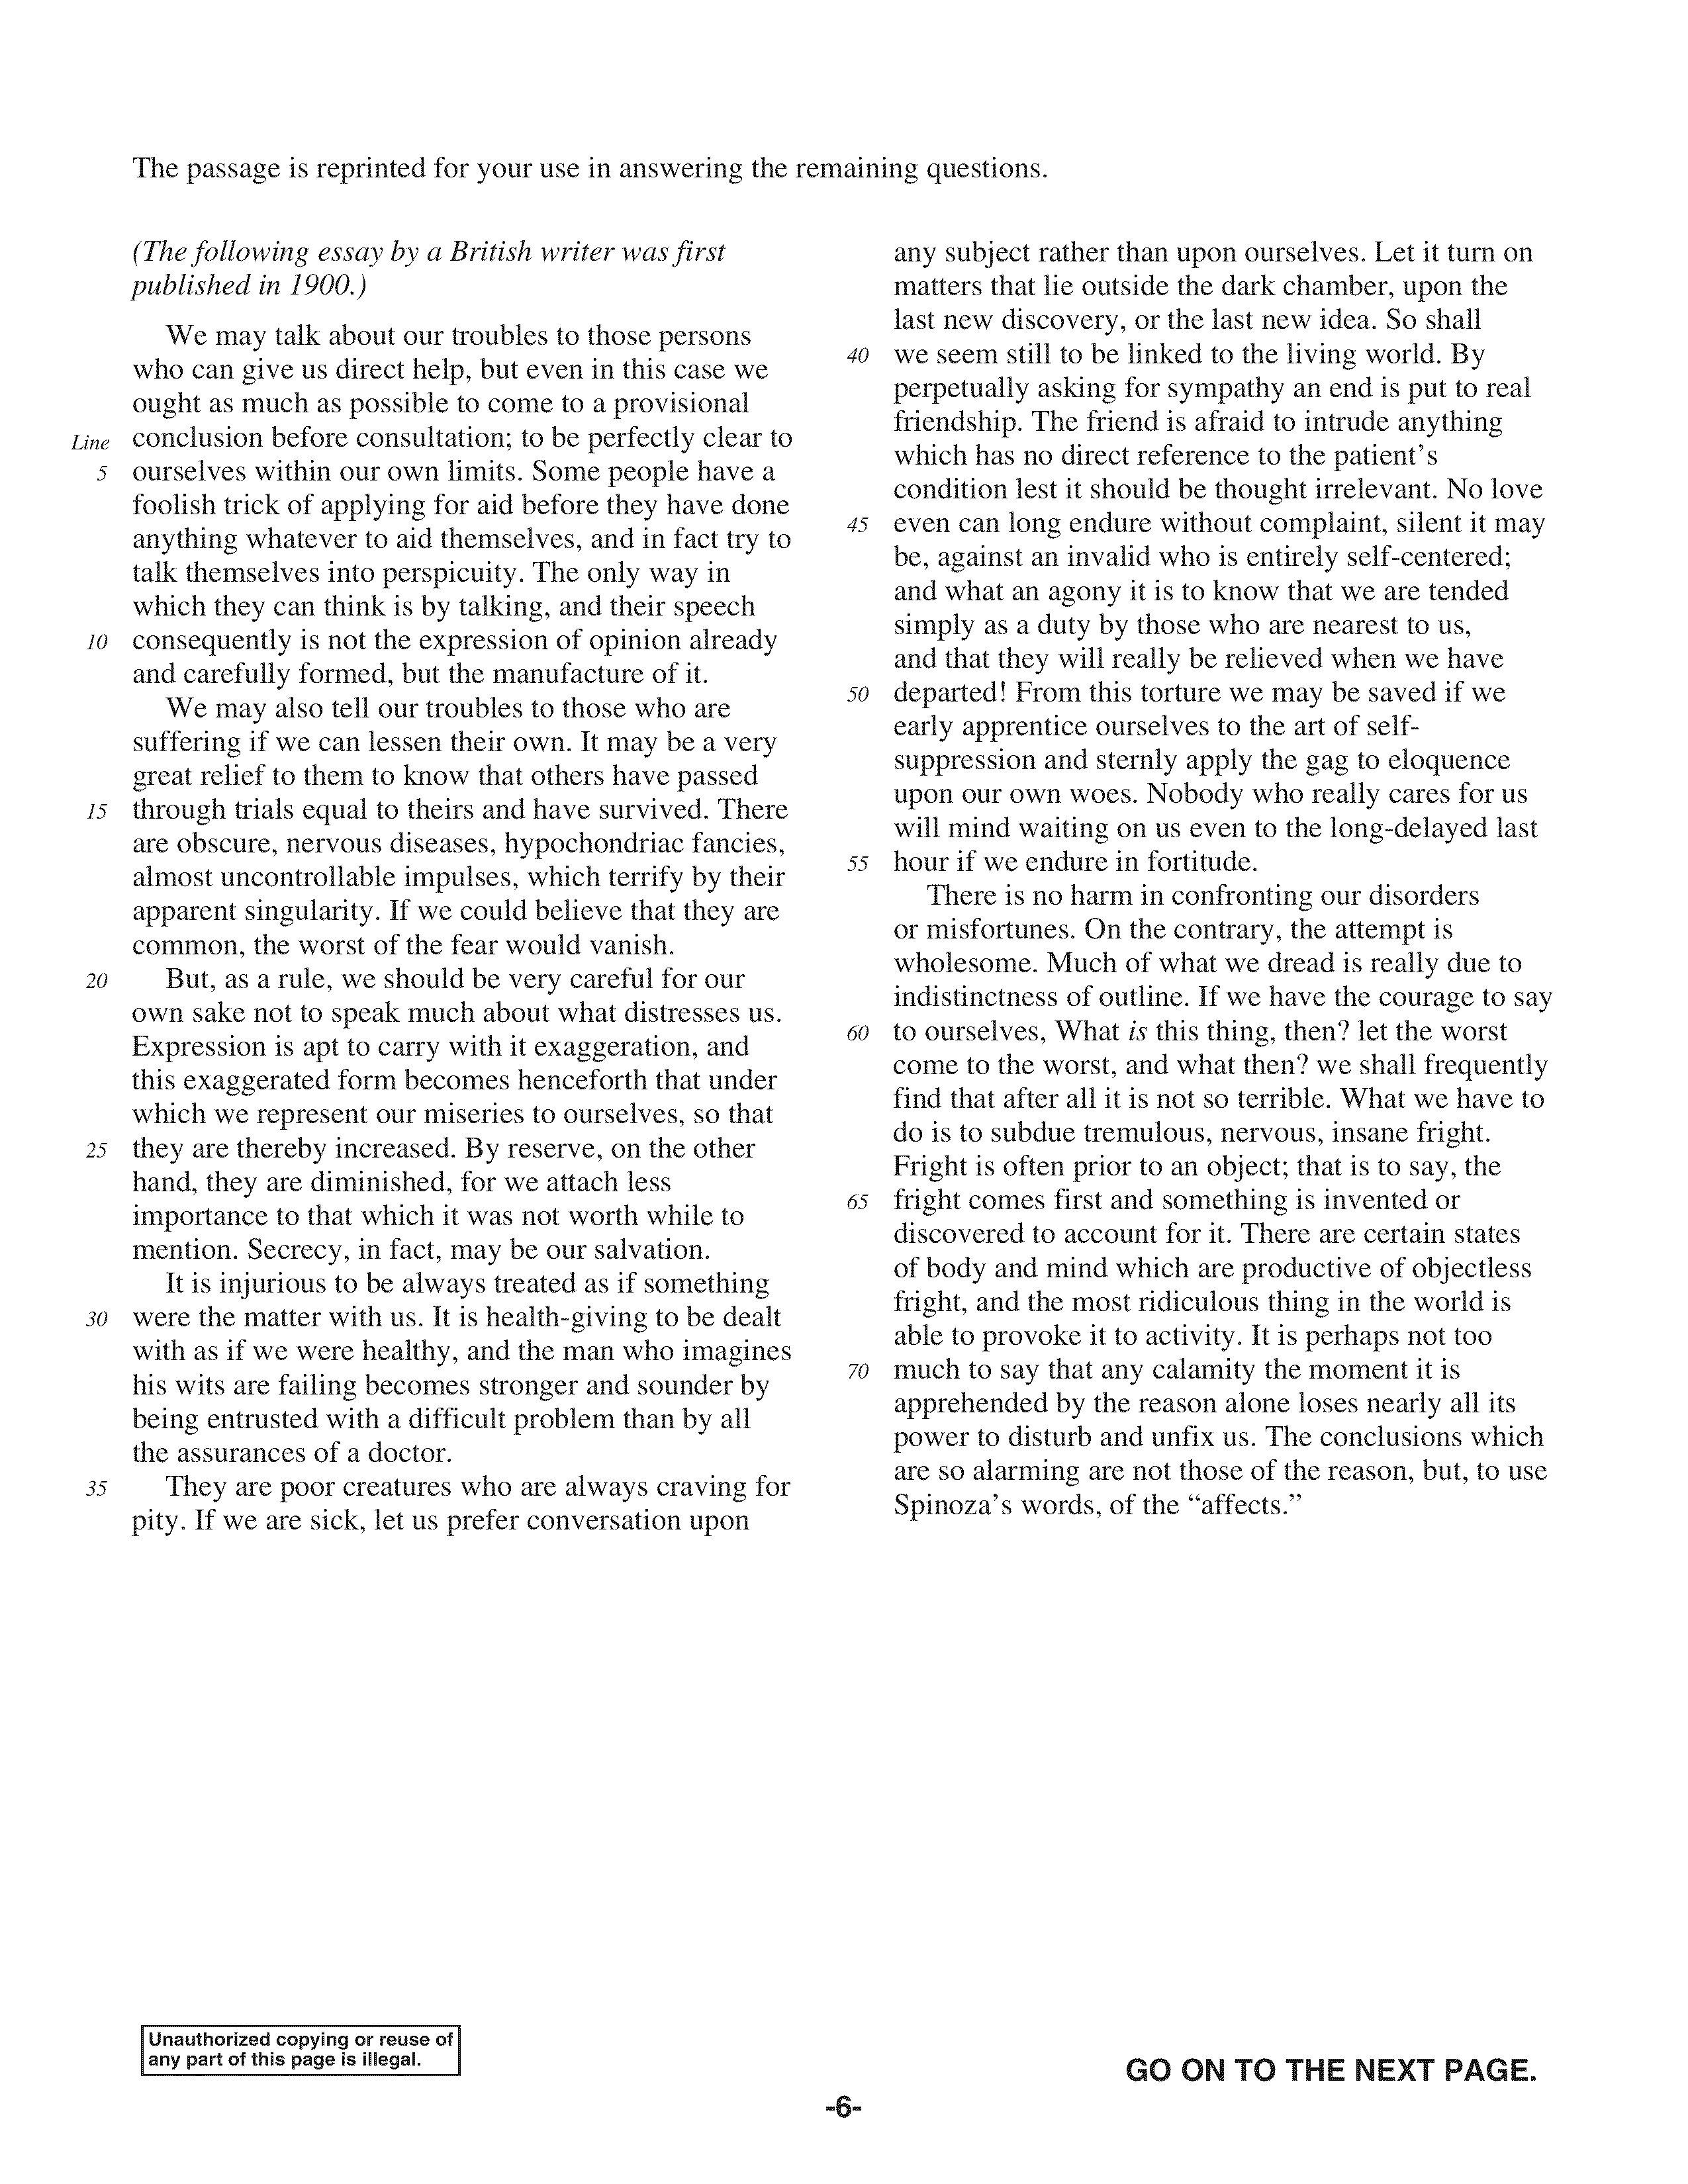 The passage is reprinted for your use in answering the remaining questions.
(The following essay by a British writer was first
published in 1900.)
We may talk about our troubles to those persons
who can give us direct help, but even in this case we
ought as much as possible to come to a provisional
Line conclusion before consultation; to be perfectly clear to
5 ourselves within our own limits. Some people have a
foolish trick of applying for aid before they have done
anything whatever to aid themselves, and in fact try to
talk themselves into perspicuity. The only way in
which they can think is by talking, and their speech
10 consequently is not the expression of opinion already
and carefully formed, but the manufacture of it.
We may also tell our troubles to those who are
suffering if we can lessen their own. It may be a very
great relief to them to know that others have passed
15 through trials equal to theirs and have survived. There
are obscure, nervous diseases, hypochondriac fancies,
almost uncontrollable impulses, which terrify by their
apparent singularity. If we could believe that they are
common, the worst of the fear would vanish.
20 But, as a rule, we should be very careful for our
own sake not to speak much about what distresses us.
Expression is apt to carry with it exaggeration, and
this exaggerated form becomes henceforth that under
which we represent our miseries to ourselves, so that
25 they are thereby increased. By reserve, on the other
hand, they are diminished, for we attach less
importance to that which it was not worth while to
mention. Secrecy, in fact, may be our salvation.
It is injurious to be always treated as if something
30 were the matter with us. It is health-giving to be dealt
with as if we were healthy, and the man who imagines
his wits are failing becomes stronger and sounder by
being entrusted with a difficult problem than by all
the assurances of a doctor.
35 They are poor creatures who are always craving for
pity. If we are sick, let us prefer conversation upon
any subject rather than upon ourselves. Let it turn on
matters that lie outside the dark chamber, upon the
last new discovery, or the last new idea. So shall
40 we seem still to be linked to the living world. By
perpetually asking for sympathy an end is put to real
friendship. The friend is afraid to intrude anything
which has no direct reference to the patient's
condition lest it should be thought irrelevant. No love
45 even can long endure without complaint, silent it may
be, against an invalid who is entirely self-centered;
and what an agony it is to know that we are tended
simply as a duty by those who are nearest to us,
and that they will really be relieved when we have
50 departed! From this torture we may be saved if we
early apprentice ourselves to the art of self-
suppression and sternly apply the gag to eloquence
upon our own woes. Nobody who really cares for us
will mind waiting on us even to the long-delayed last
55 hour if we endure in fortitude.
There is no harm in confronting our disorders
or misfortunes. On the contrary, the attempt is
wholesome. Much of what we dread is really due to
indistinctness of outline. If we have the courage to say
60 to ourselves, What is this thing, then? let the worst
come to the worst, and what then? we shall frequently
find that after all it is not so terrible. What we have to
do is to subdue tremulous, nervous, insane fright.
Fright is often prior to an object; that is to say, the
65 fright comes first and something is invented or
discovered to account for it. There are certain states
of body and mind which are productive of objectless
fright, and the most ridiculous thing in the world is
able to provoke it to activity. It is perhaps not too
70 much to say that any calamity the moment it is
apprehended by the reason alone loses nearly all its
power to disturb and unfix us. The conclusions which
are so alarming are not those of the reason, but, to use
Spinoza's words, of the "affects."
Unauthorized copying or reuse of
any part of this page is illegal.
GO ON TO THE NEXT PAGE.
-6-